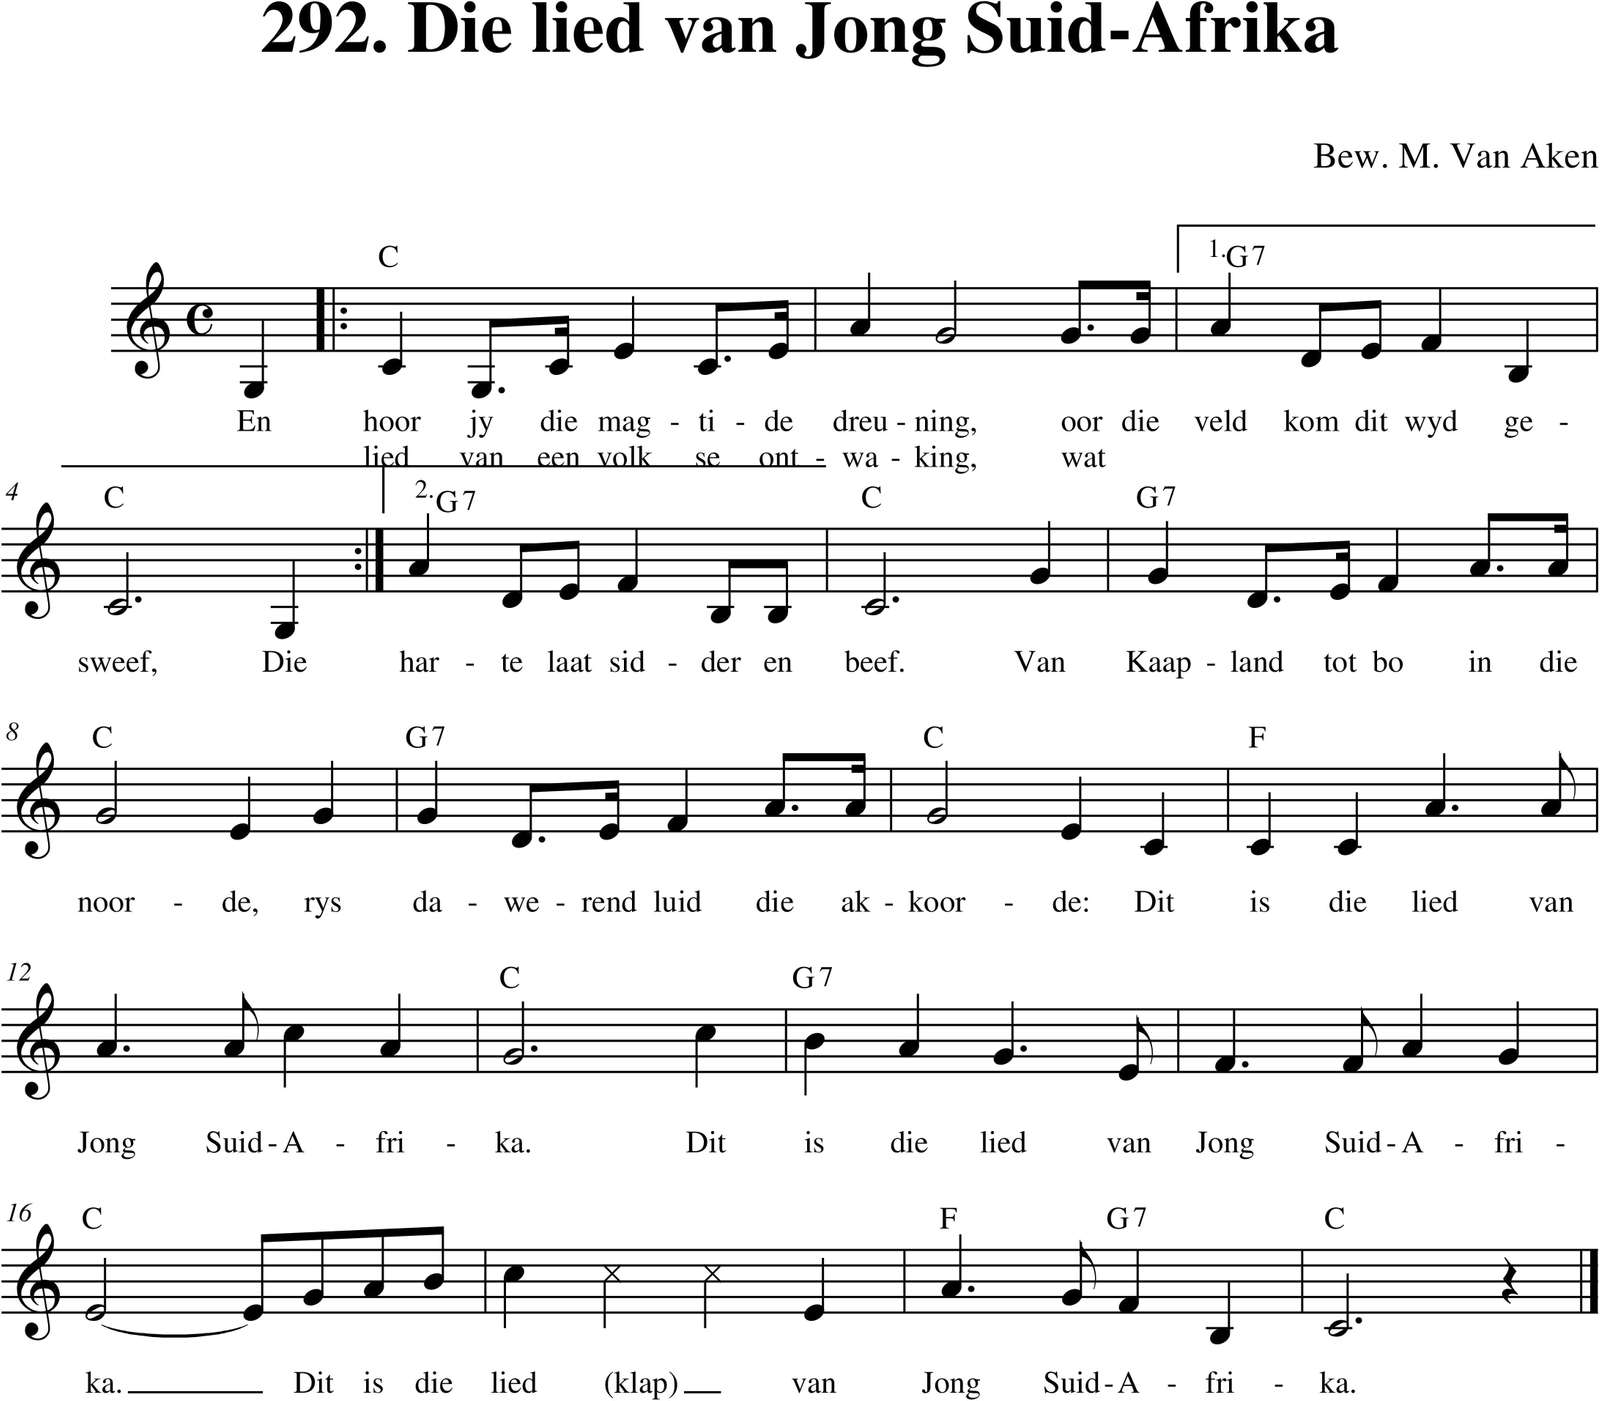 292. Die lied van Jong Suid-Afrika
Bew. M. Van Aken
C 1. G7
En hoor jy die mag - ti - de dreu - ning, oor die veld kom dit wyd ge -
lied van een volk se ont - wa - king, wat
4 C 2. G7 C G7
sweef, Die har - te laat sid - der en beef. Van Kaap - land tot bo in die
8 C G7 C F
noor - de, rys da - we - rend luid die ak - koor - de: Dit is die lied van
12 C G7
Jong Suid - A - fri - ka. Dit is die lied van Jong Suid - A - fri -
16 C F G7 C
ka. Dit is die lied (klap) van Jong Suid - A - fri - ka.